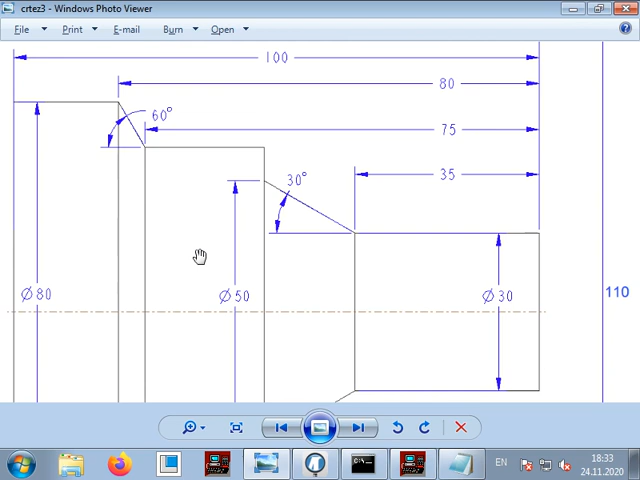 crtez3 - Windows Photo Viewer
File Print E-mail Burn Open
100
80
60°
75
30°
35
Ø80
Ø50
Ø30
110
EN
18:33
24.11.2020